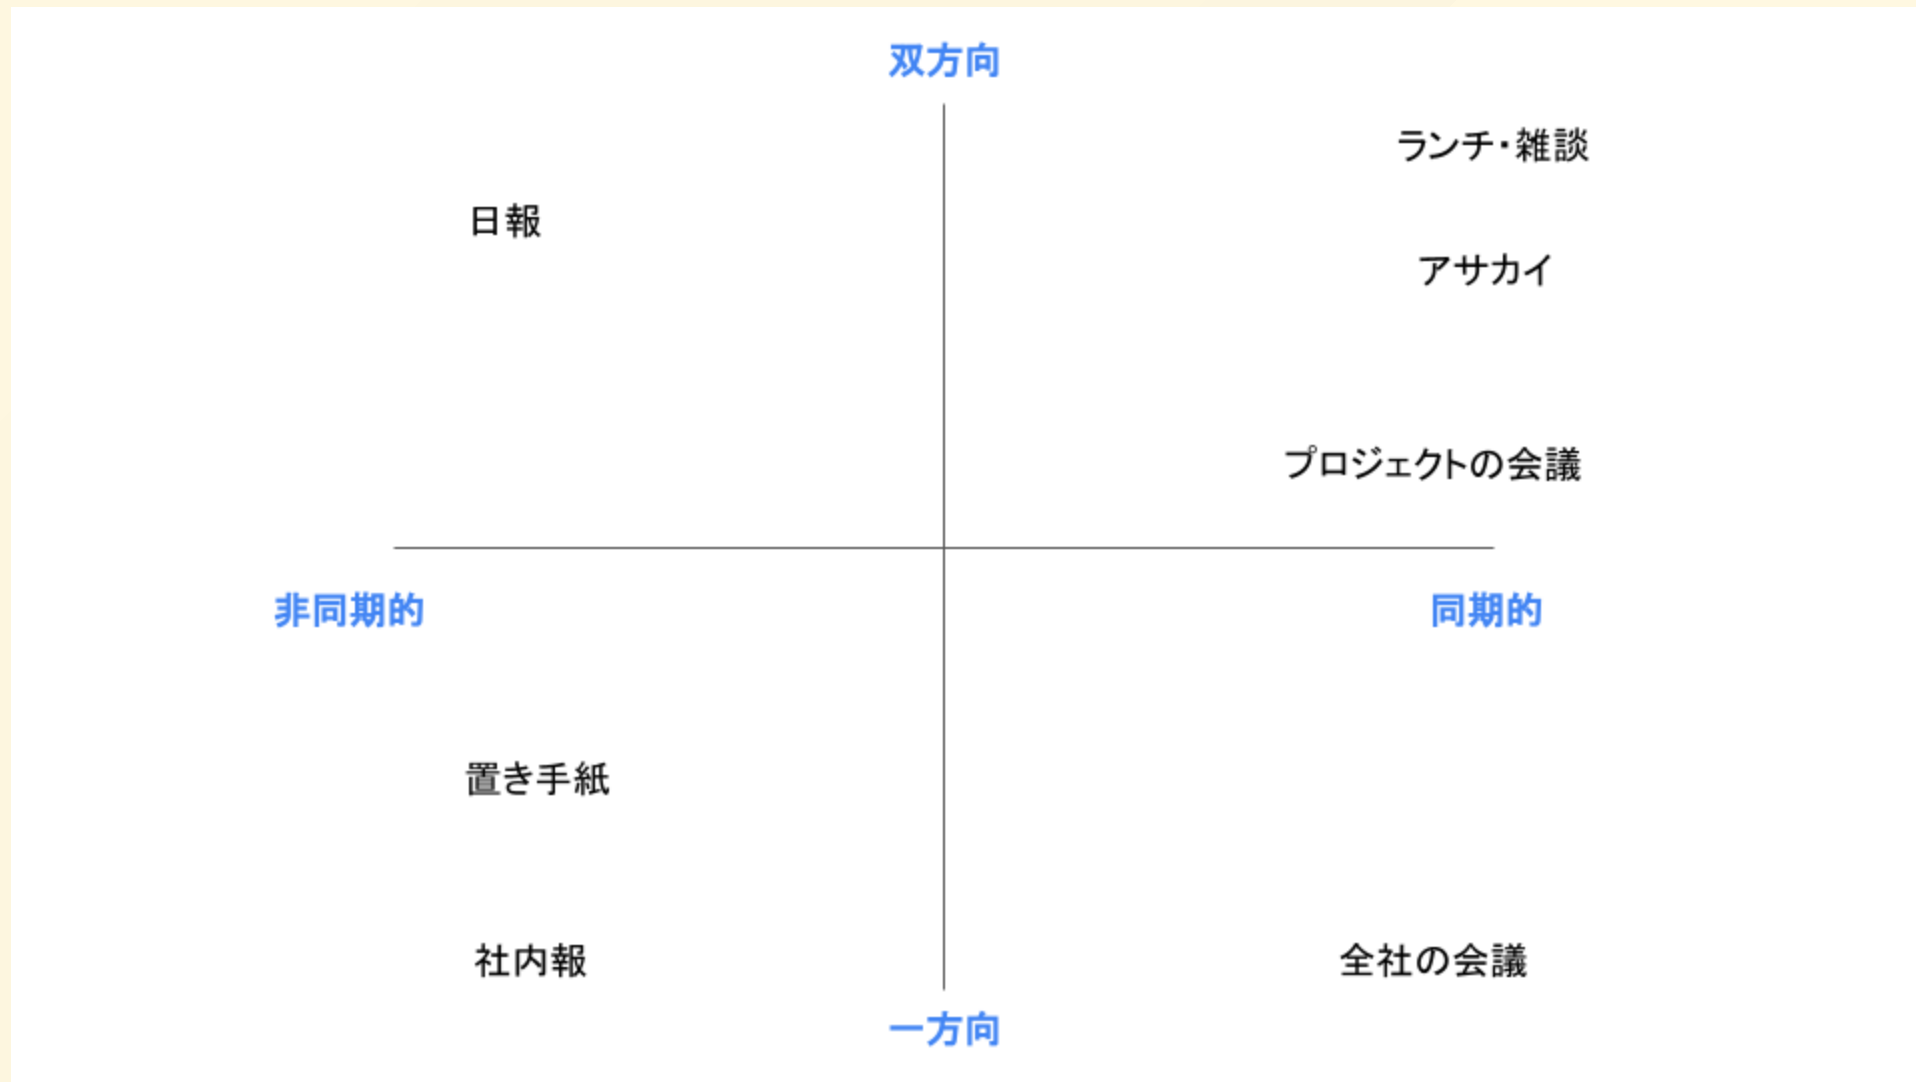 双方向
ランチ・雑談
日報
アサカイ
プロジェクトの会議
非同期的
同期的
置き手紙
社内報
全社の会議
一方向